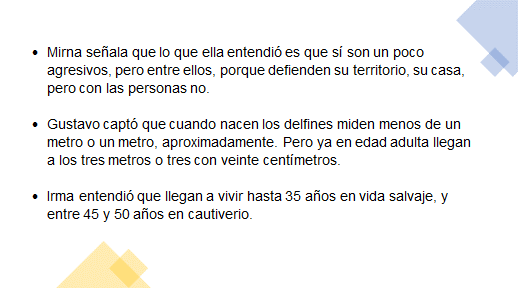 • Mirna señala que lo que ella entendió es que sí son un poco
agresivos, pero entre ellos, porque defienden su territorio, su casa,
pero con las personas no.
• Gustavo captó que cuando nacen los delfines miden menos de un
metro o un metro, aproximadamente. Pero ya en edad adulta llegan
a los tres metros o tres con veinte centímetros.
• Irma entendió que llegan a vivir hasta 35 años en vida salvaje, y
entre 45 y 50 años en cautiverio.